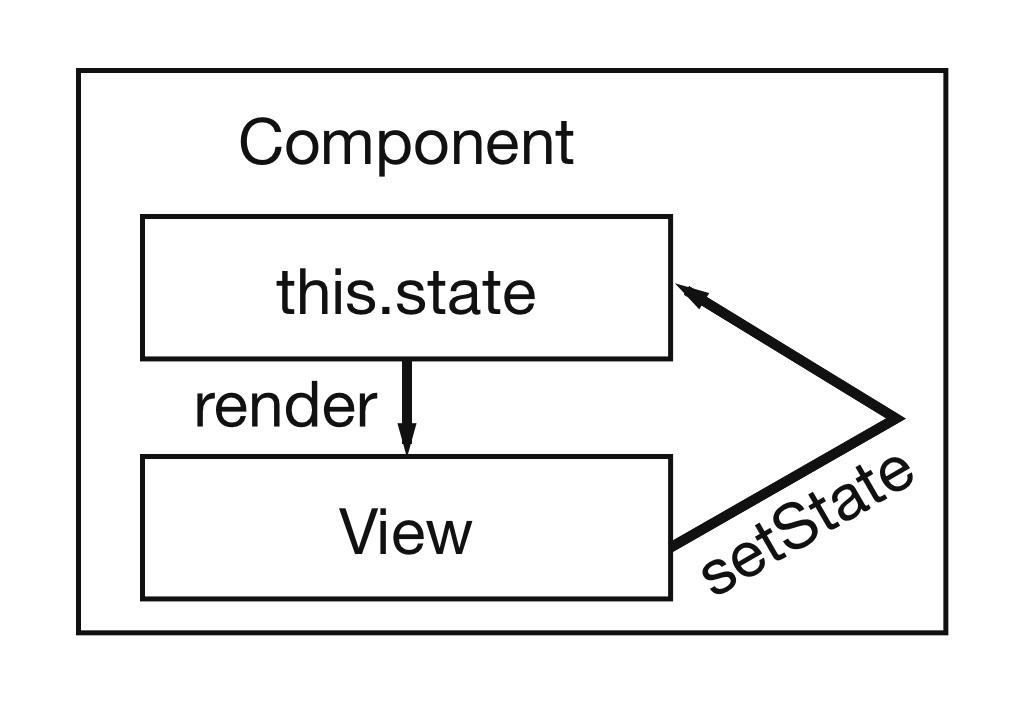 Component
this.state
render
View
setState